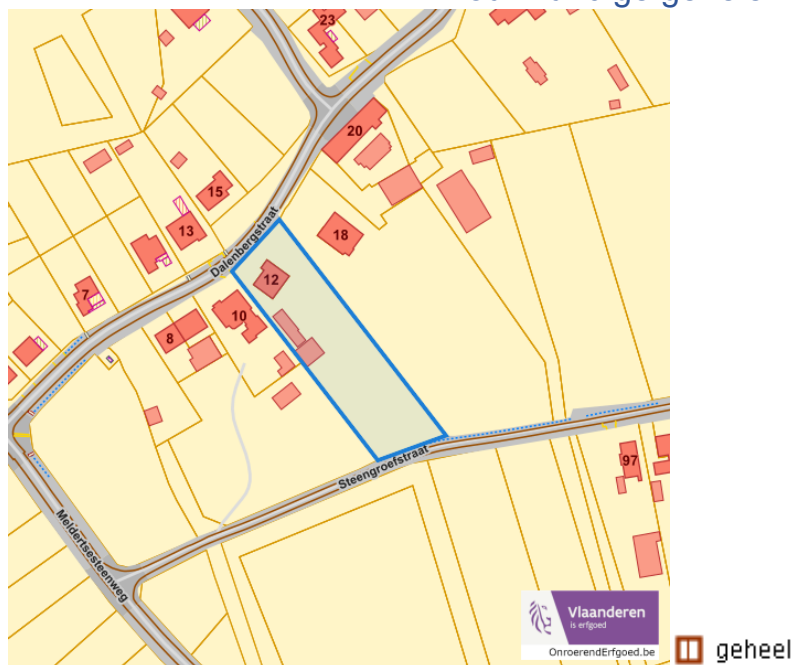 23
20
15
13
18
Dalenbergstraat
12
7
10
8
Steengroefstraat
97
Meldertsesteenweg
Vlaanderen
is erfgoed
OnroerendErfgoed.be
geheel